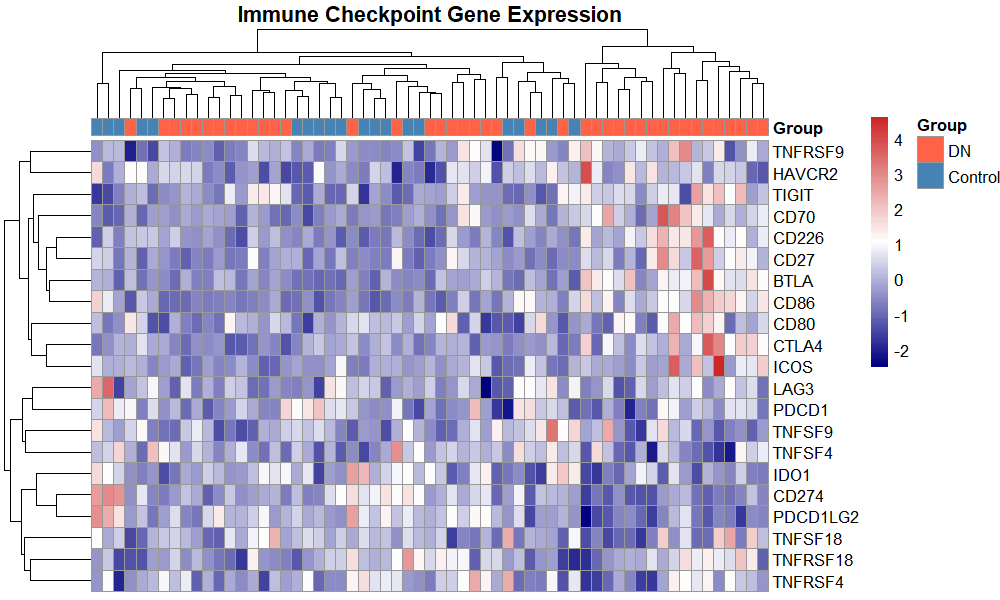 Immune Checkpoint Gene Expression
Group
TNFRSF9
HAVCR2
TIGIT
CD70
CD226
CD27
BTLA
CD86
CD80
CTLA4
ICOS
LAG3
PDCD1
TNFSF9
TNFSF4
IDO1
CD274
PDCD1LG2
TNFSF18
TNFRSF18
TNFRSF4
4
3
2
1
0
-1
-2
Group
DN
Control